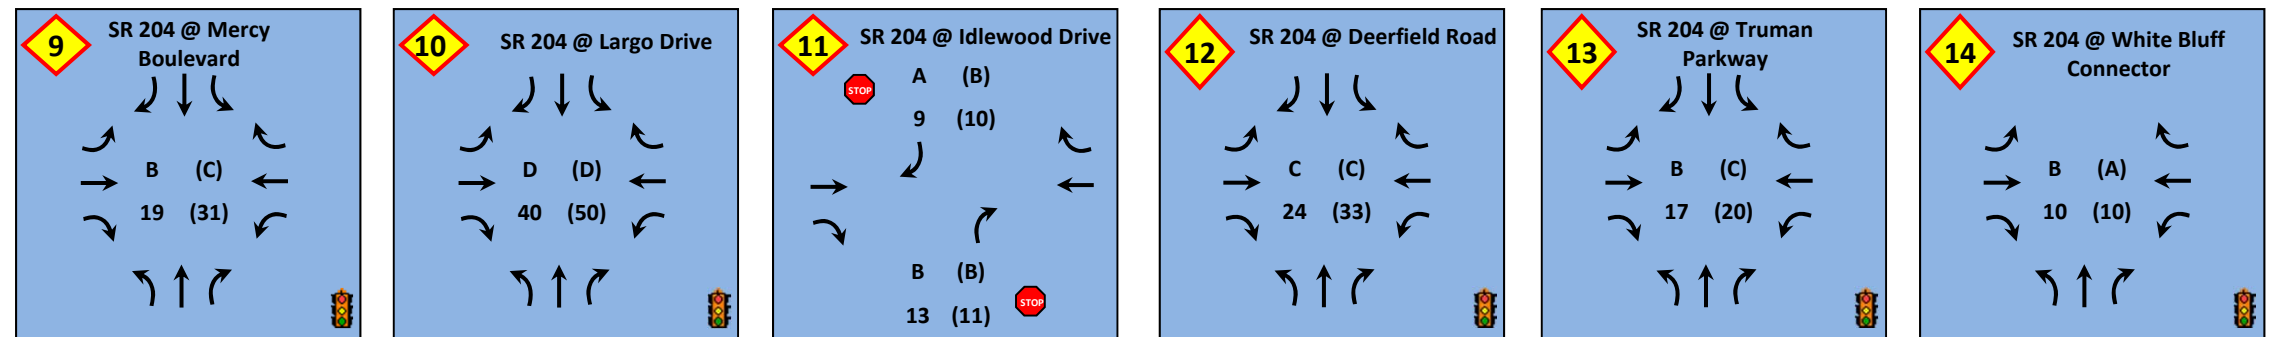 9
SR 204 @ Mercy
Boulevard
B (C)
19 (31)
10
SR 204 @ Largo Drive
D (D)
40 (50)
11
SR 204 @ Idlewood Drive
STOP
A (B)
9 (10)
B (B)
13 (11)
STOP
12
SR 204 @ Deerfield Road
C (C)
24 (33)
13
SR 204 @ Truman
Parkway
B (C)
17 (20)
14
SR 204 @ White Bluff
Connector
B (A)
10 (10)